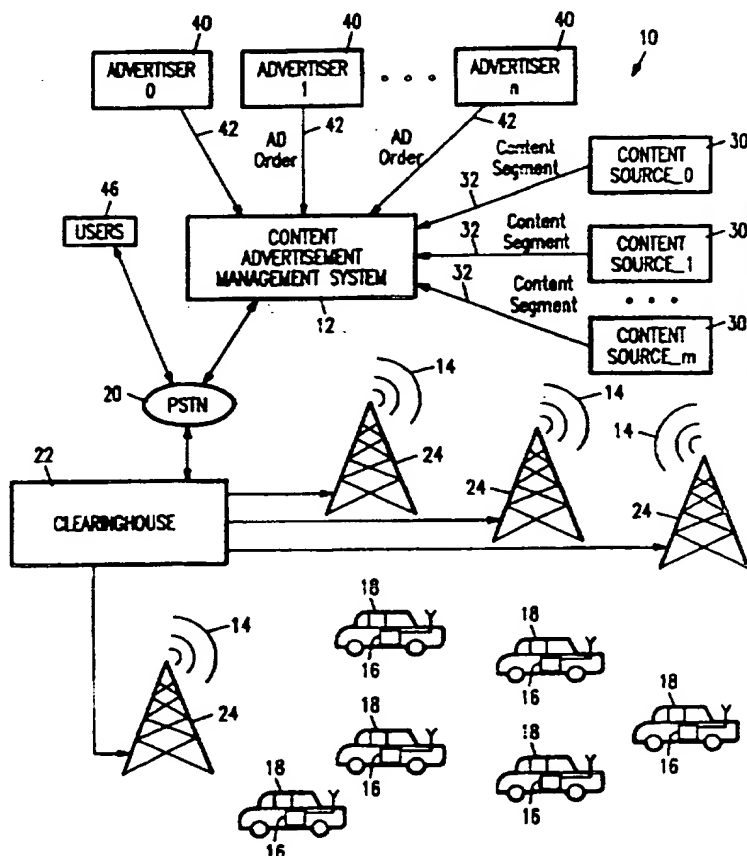 40
40
40
10
ADVERTISER
0
ADVERTISER
1
ADVERTISER
n
42
42
42
AD
Order
AD
Order
Content
Segment
32
30
CONTENT
SOURCE_0
Content
Segment
32
30
CONTENT
SOURCE_1
Content
Segment
32
30
CONTENT
SOURCE_m
46
USERS
CONTENT
ADVERTISEMENT
MANAGEMENT SYSTEM
12
20
PSTN
14
14
14
24
24
24
22
CLEARINGHOUSE
14
24
18
16
18
16
18
16
18
16
18
16
18
16